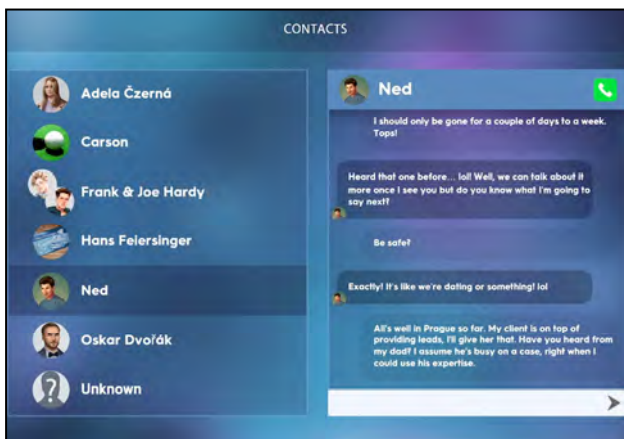 CONTACTS
Adela Čzerná
Carson
Frank & Joe Hardy
Hans Feiersinger
Ned
Oskar Dvořák
Unknown
Ned
I should only be gone for a couple of days to a week.
Tops!
Heard that one before... lol! Well, we can talk about it
more once I see you but do you know what I'm going to
say next?
Be safe?
Exactly! It's like we're dating or something! lol
All's well in Prague so far. My client is on top of
providing leads, I'll give her that. Have you heard from
my dad? I assume he's busy on a case, right when I
could use his expertise.